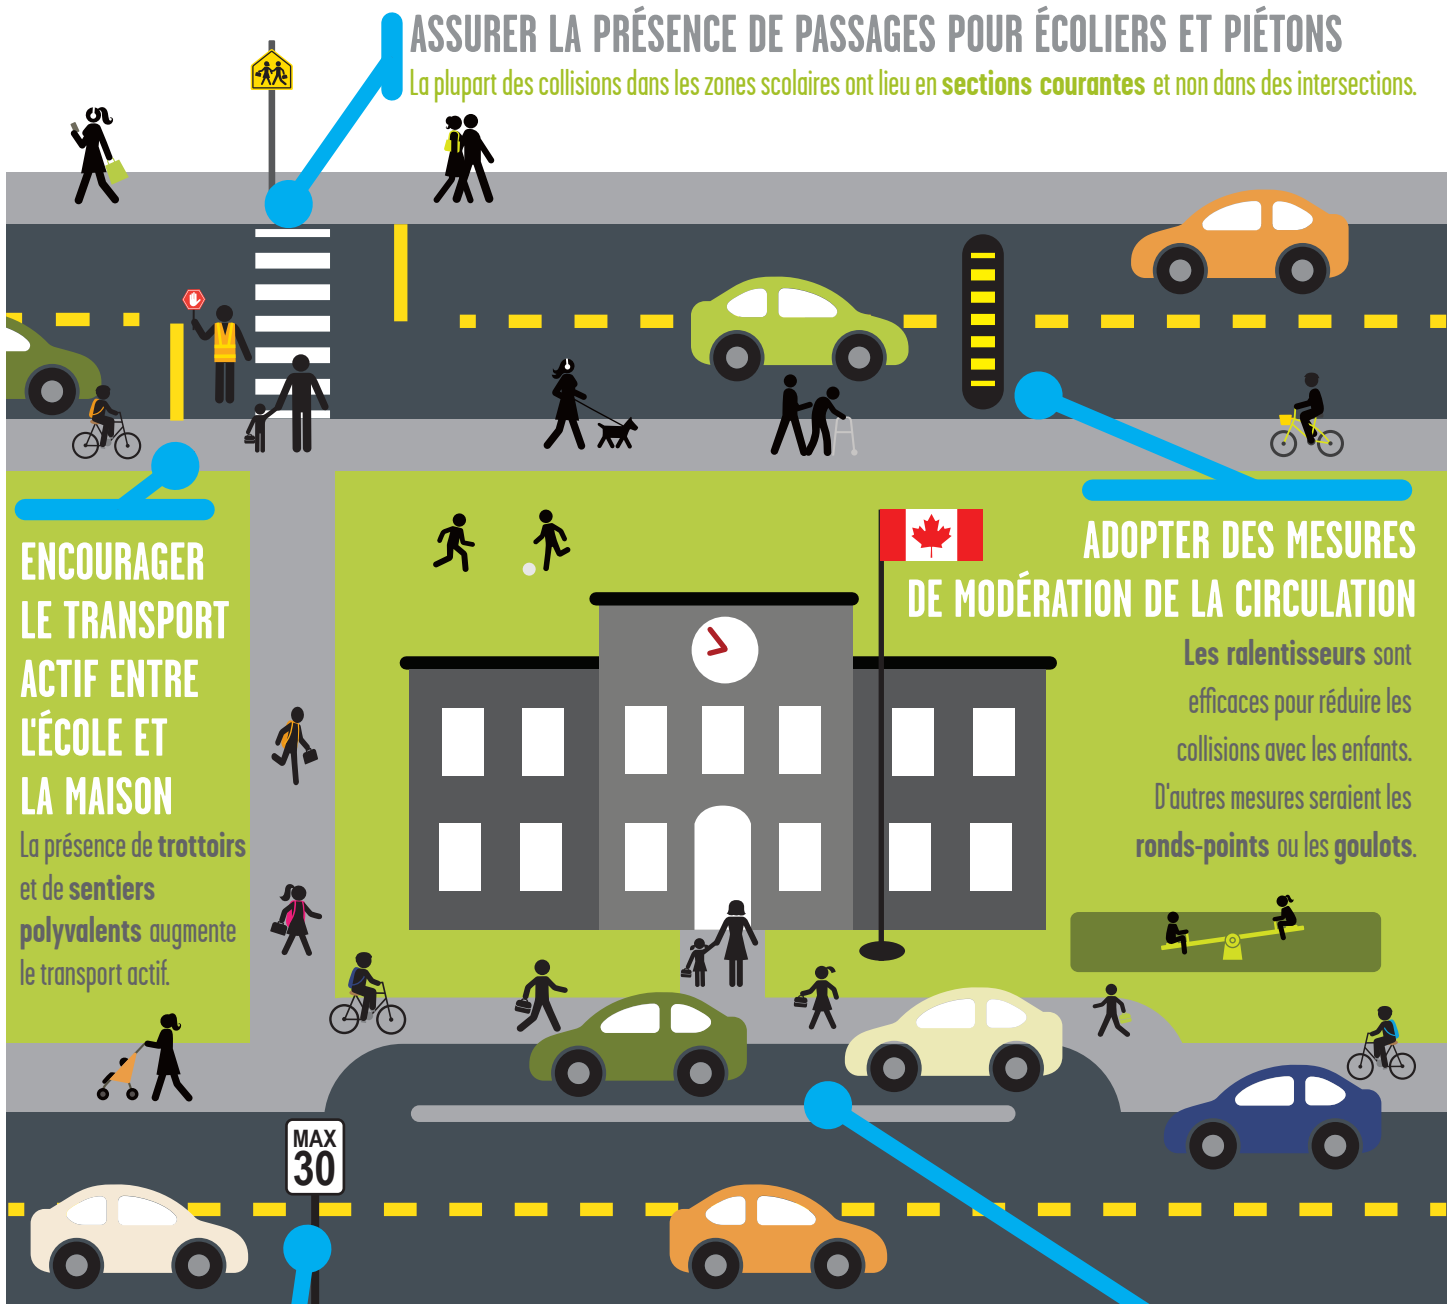 ASSURER LA PRÉSENCE DE PASSAGES POUR ÉCOLIERS ET PIÉTONS
La plupart des collisions dans les zones scolaires ont lieu en sections courantes et non dans des intersections.
ENCOURAGER
LE TRANSPORT
ACTIF ENTRE
L'ÉCOLE ET
LA MAISON
La présence de trottoirs
et de sentiers
polyvalents augmente
le transport actif.
ADOPTER DES MESURES
DE MODÉRATION DE LA CIRCULATION
Les ralentisseurs sont
efficaces pour réduire les
collisions avec les enfants.
D'autres mesures seraient les
ronds-points ou les goulots.
MAX
30